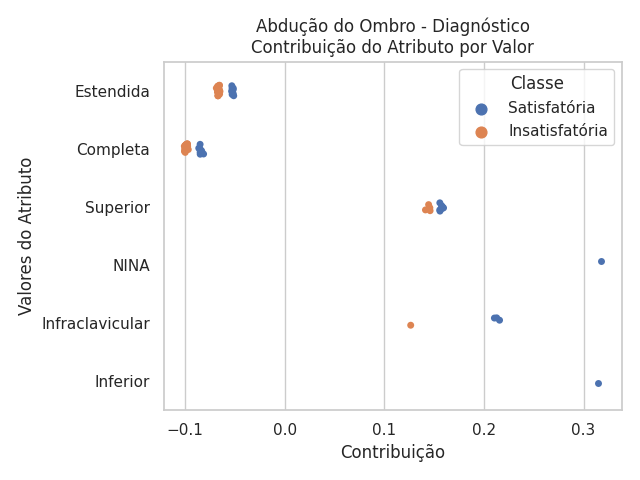 Abdução do Ombro - Diagnóstico
Contribuição do Atributo por Valor
Classe
Satisfatória
Insatisfatória
Valores do Atributo
Estendida
Completa
Superior
NINA
Infraclavicular
Inferior
−0.1 0.0 0.1 0.2 0.3
Contribuição